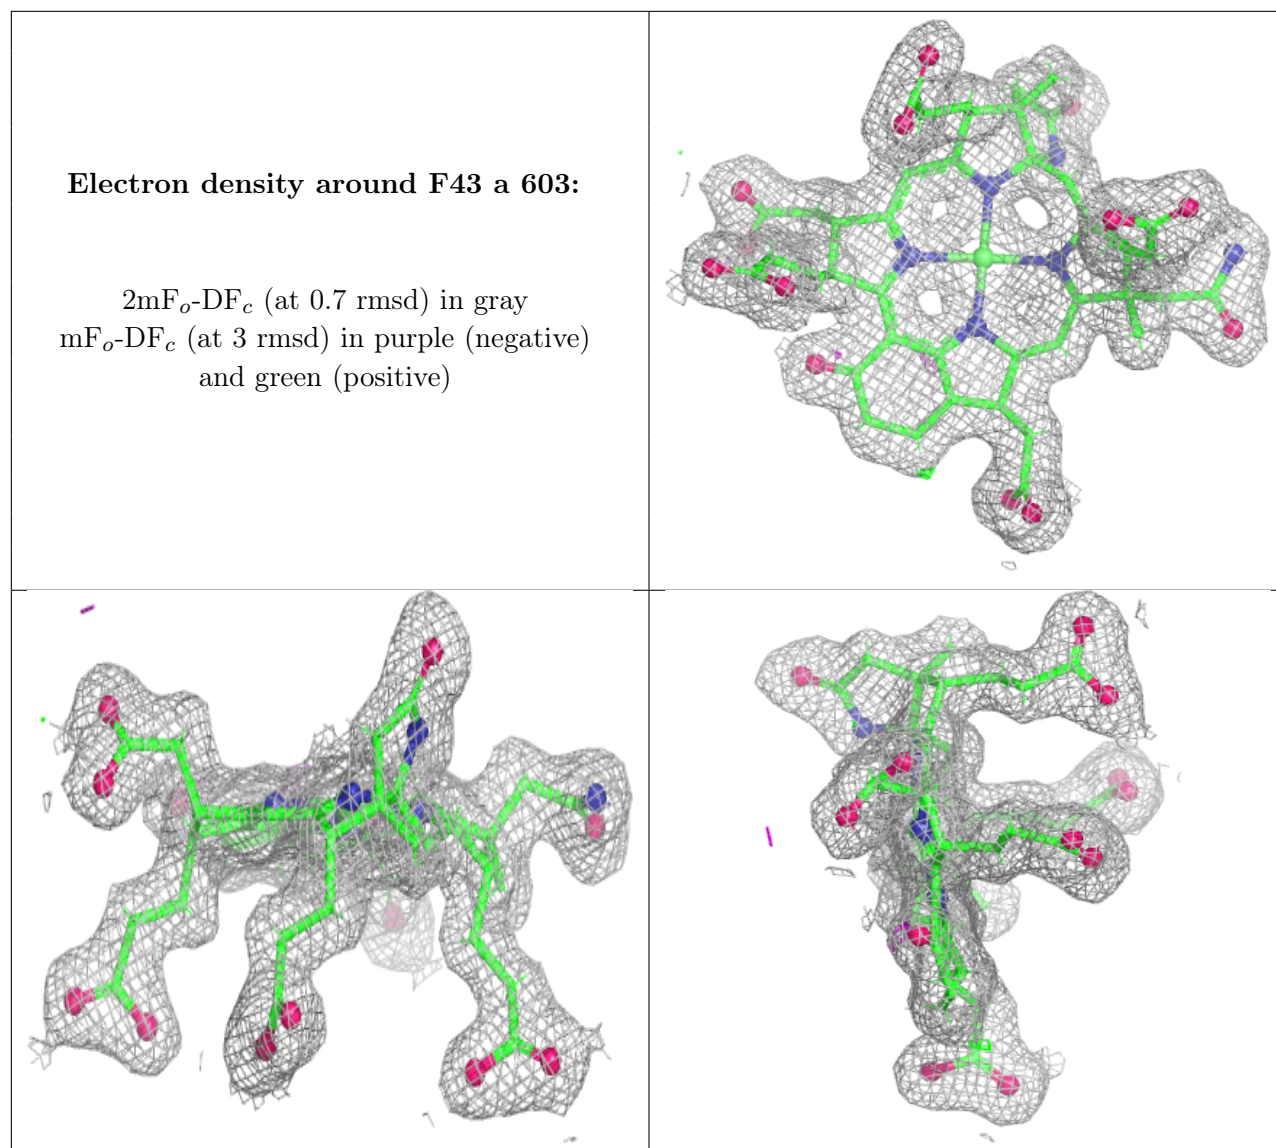 Electron density around F43 a 603:
2mFo-DFc (at 0.7 rmsd) in gray
mFo-DFc (at 3 rmsd) in purple (negative)
and green (positive)